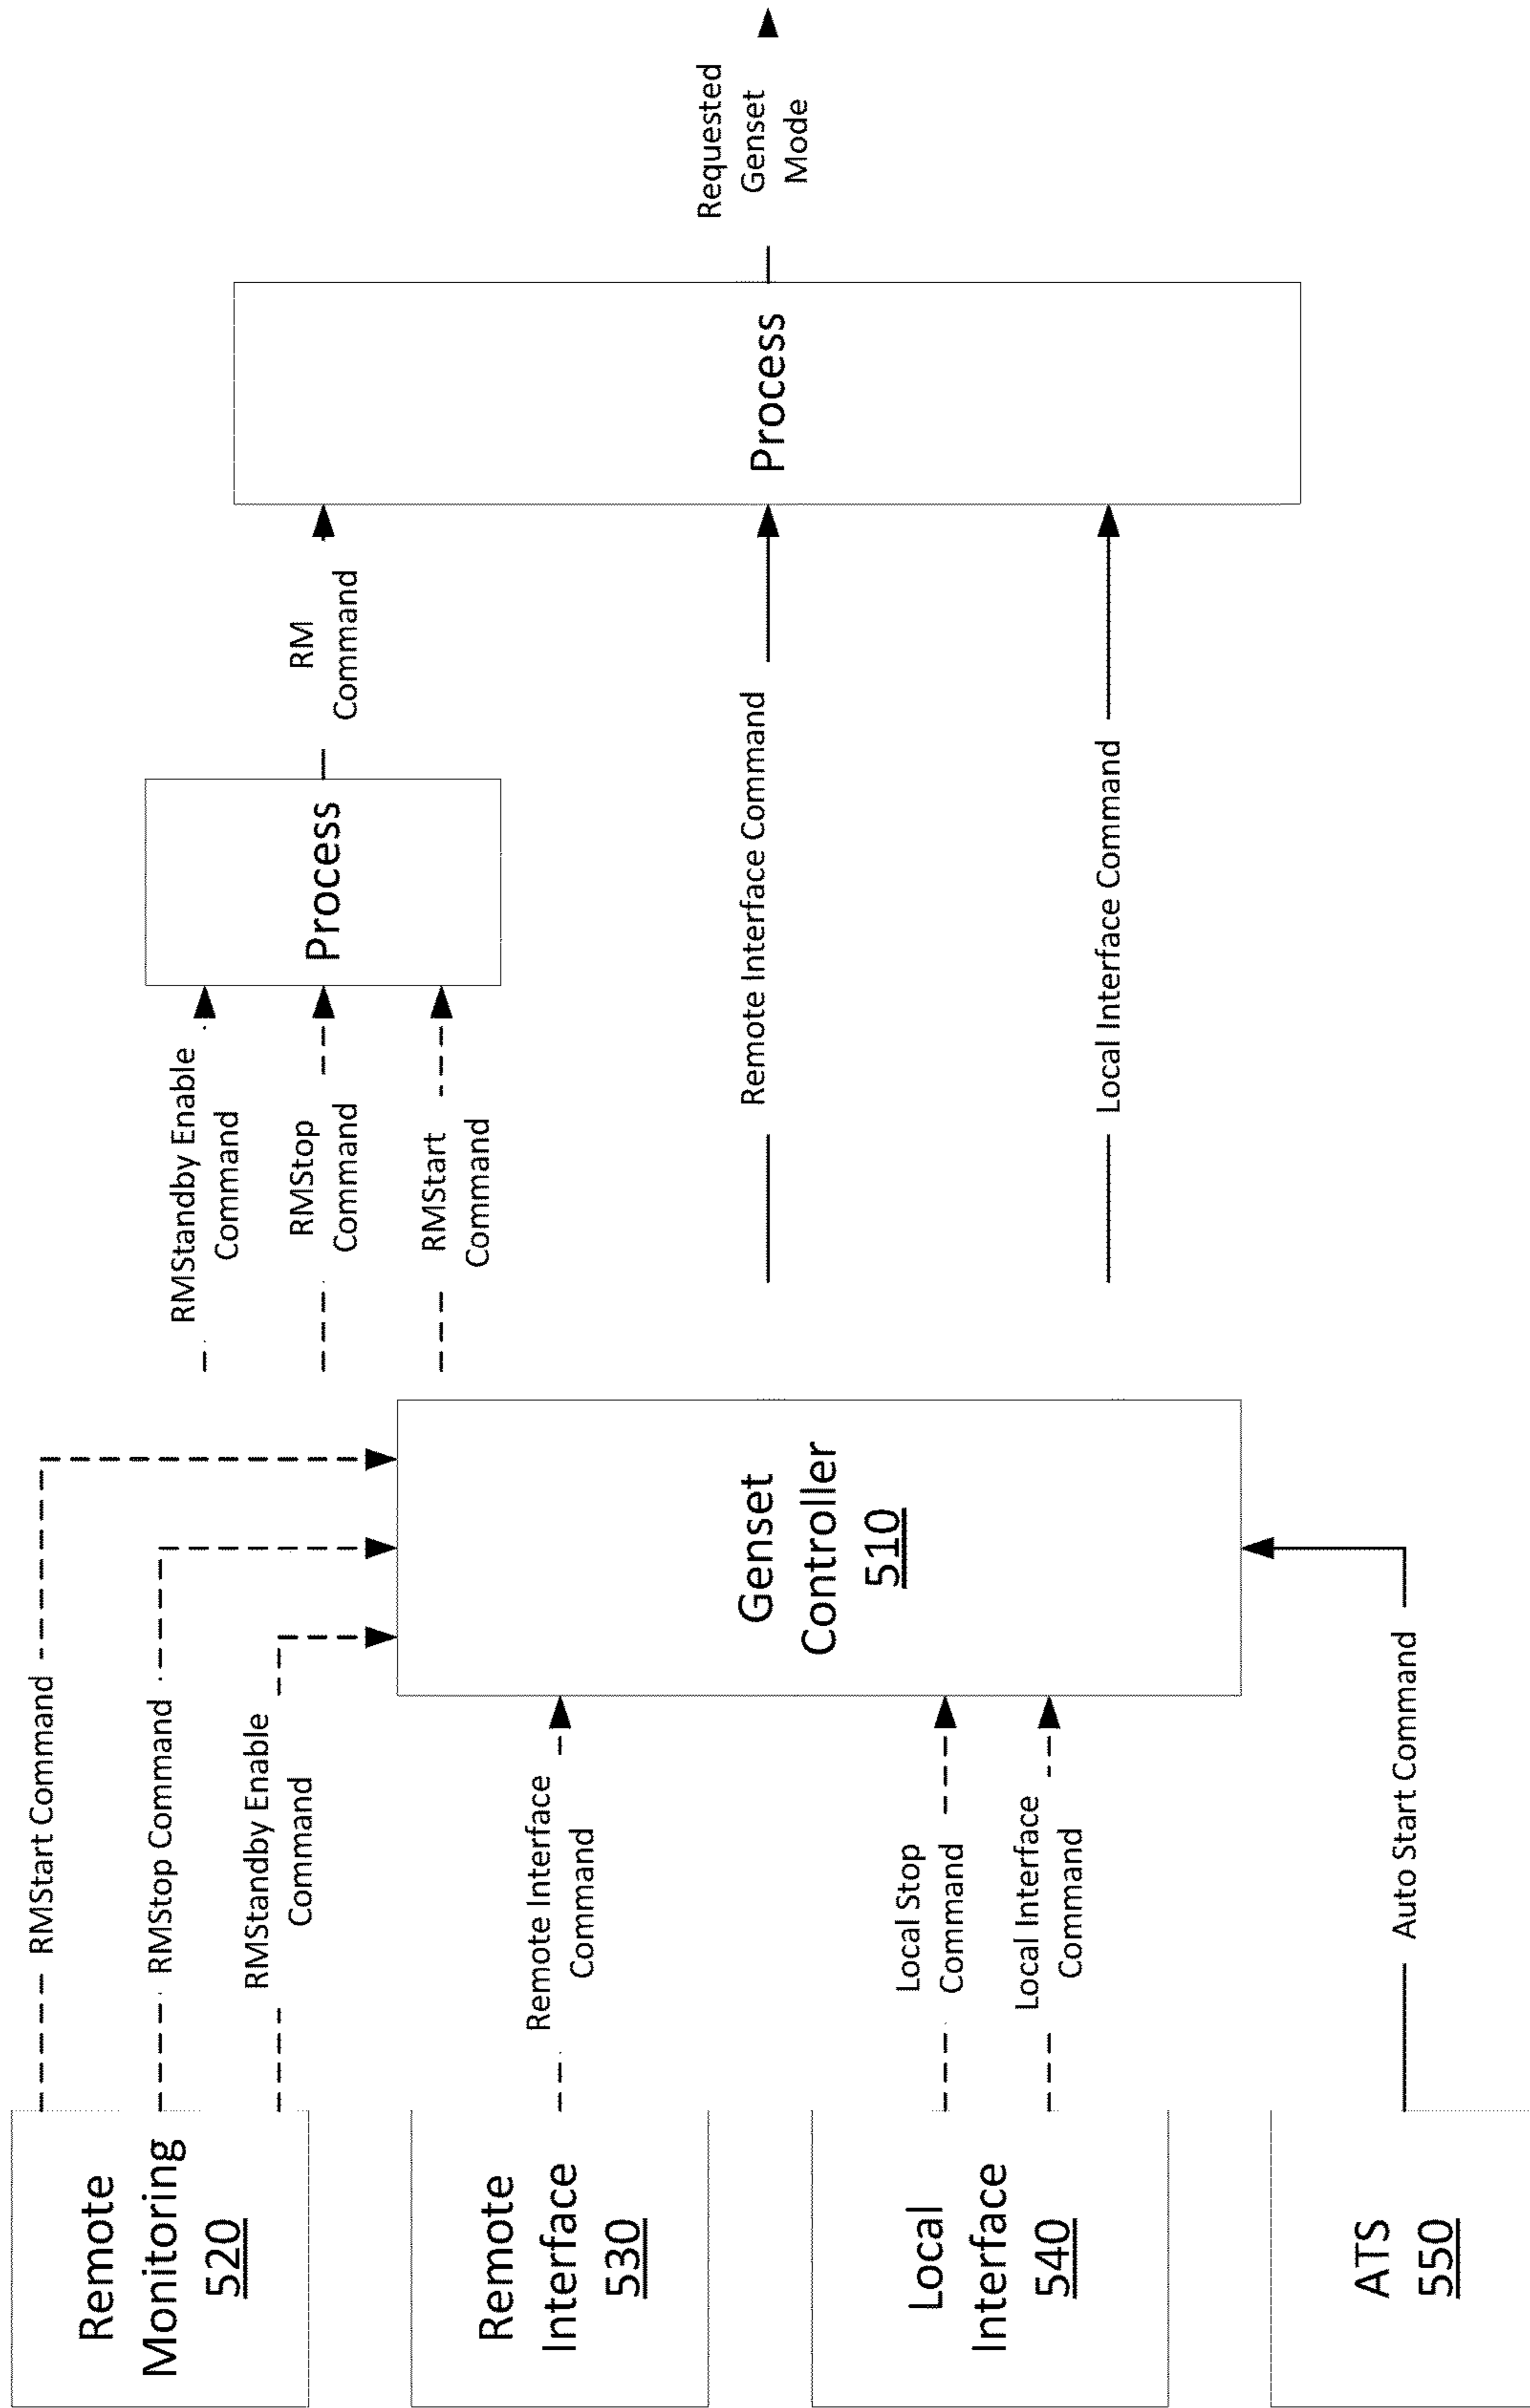 Remote
Monitoring
520
RMStart Command
RMStop Command
RMStandby Enable
Command
Remote
Interface
530
Remote Interface
Command
Local
Interface
540
Local Stop
Command
Local Interface
Command
ATS
550
Auto Start Command
Genset
Controller
510
RMStandby Enable
Command
RMStop
Command
RMStart
Command
Process
RM
Command
Remote Interface Command
Local Interface Command
Process
Requested
Genset
Mode